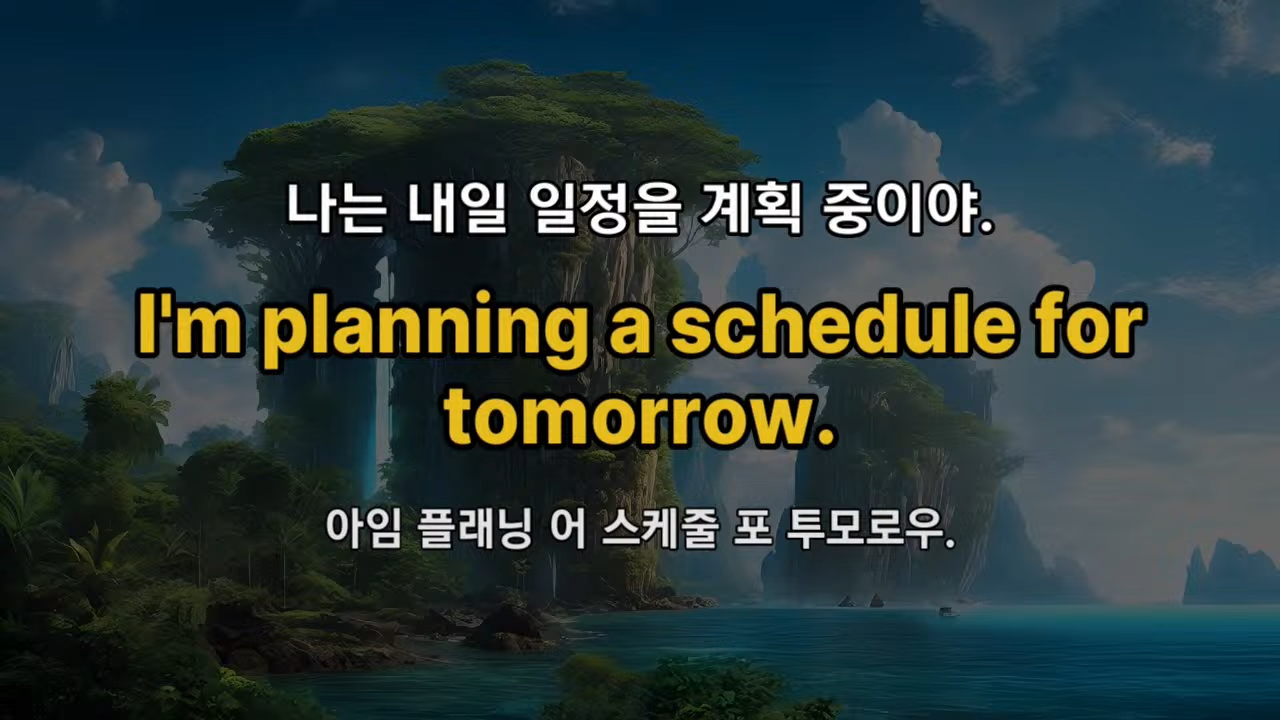 나는 내일 일정을 계획 중이야.
I'm planning a schedule for
tomorrow.
아임 플래닝 어 스케줄 포 투모로우.